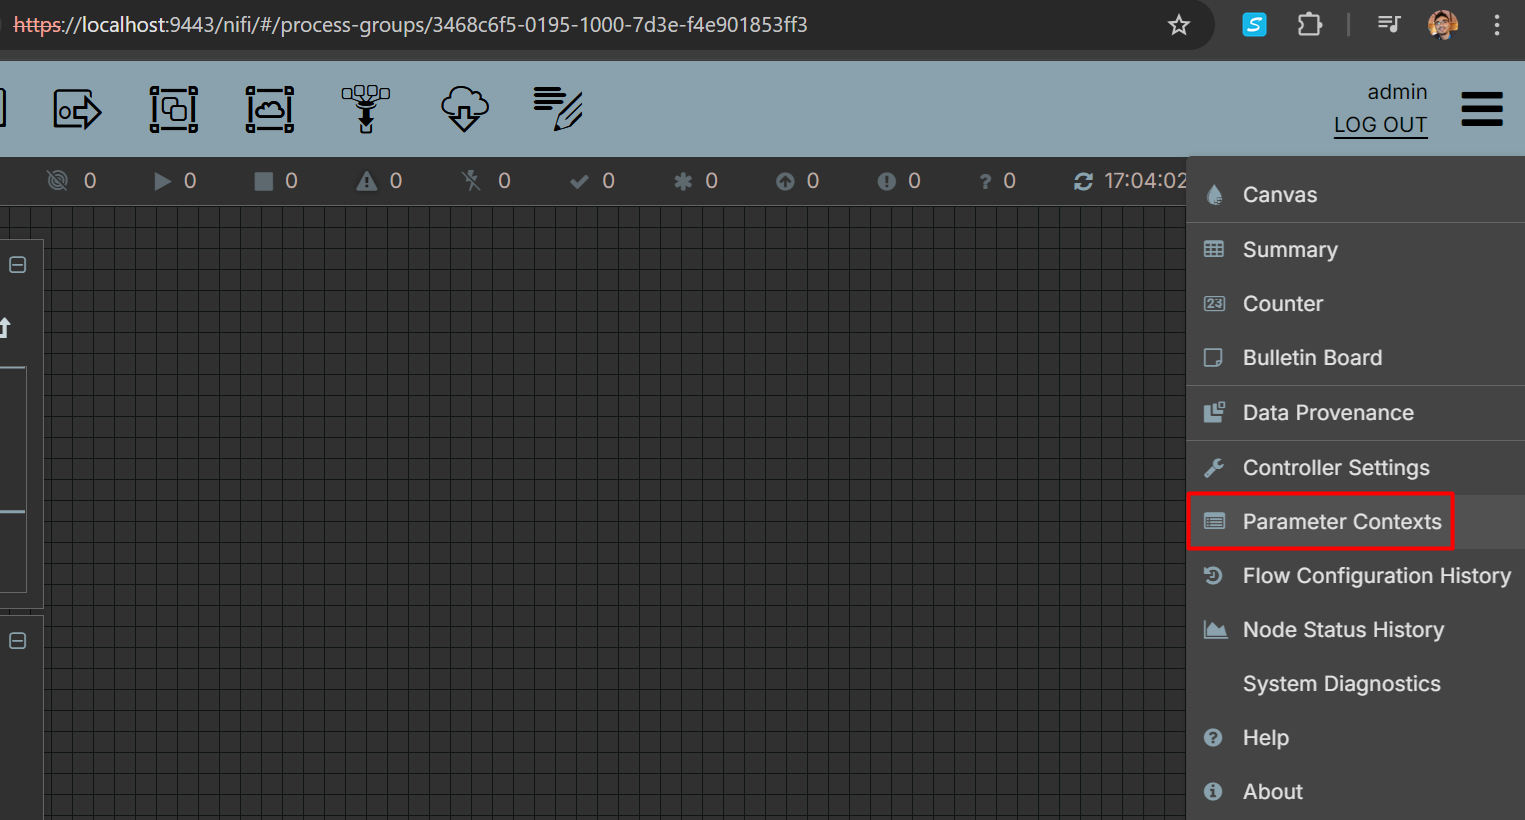 https://localhost:9443/nifi/#/process-groups/3468c6f5-0195-1000-7d3e-f4e901853ff3
admin
LOG OUT
0 0 0 0 0 0 0 0 0 0 17:04:02
Canvas
Summary
Counter
Bulletin Board
Data Provenance
Controller Settings
Parameter Contexts
Flow Configuration History
Node Status History
System Diagnostics
Help
About